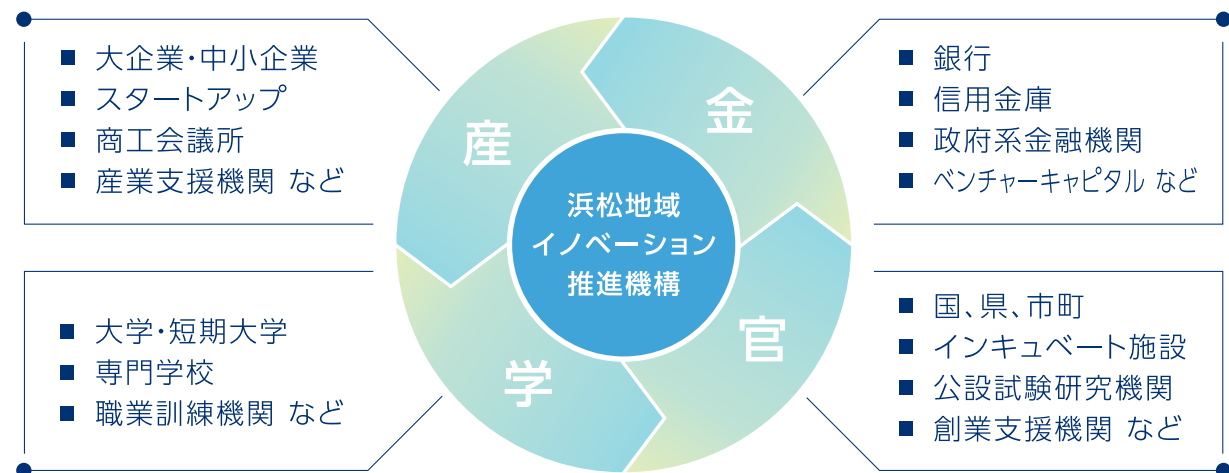 大企業・中小企業
スタートアップ
商工会議所
産業支援機関 など
産
金
銀行
信用金庫
政府系金融機関
ベンチャーキャピタル など
浜松地域
イノベーション
推進機構
大学・短期大学
専門学校
職業訓練機関 など
学
官
国、県、市町
インキュベート施設
公設試験研究機関
創業支援機関 など